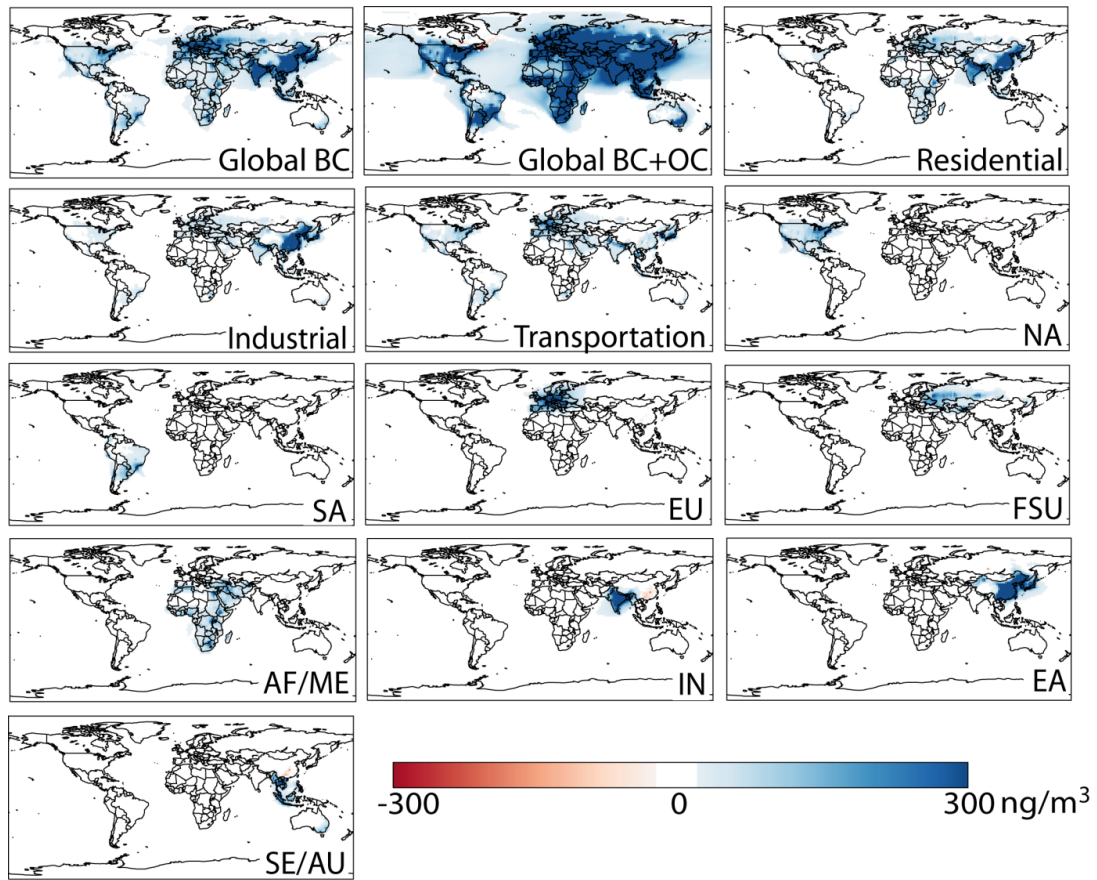 Global BC
Global BC+OC
Residential
Industrial
Transportation
NA
SA
EU
FSU
AF/ME
IN
EA
SE/AU
-300 0 300 ng/m³